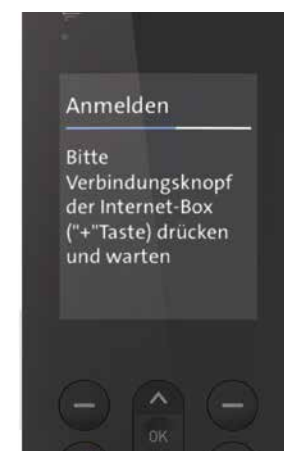 Anmelden
Bitte
Verbindungsknopf
der Internet-Box
("+"Taste) drücken
und warten
OK